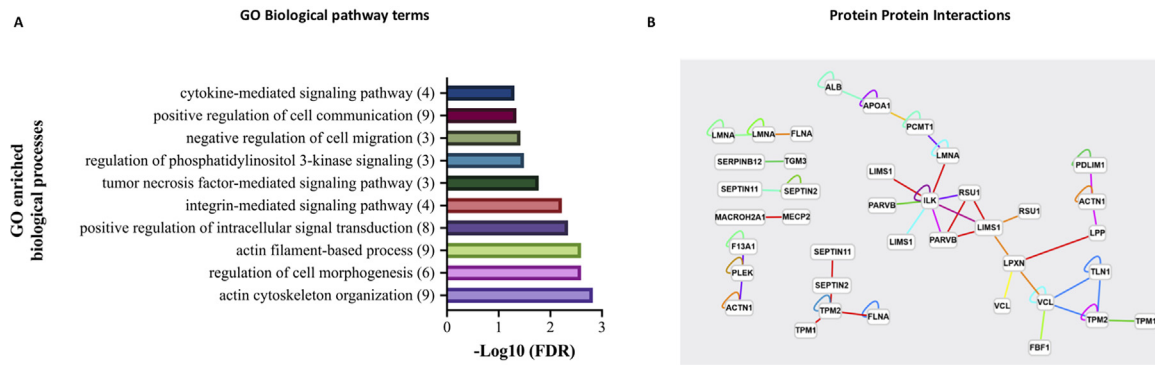 GO Biological pathway terms
A
GO enriched
biological processes
cytokine-mediated signaling pathway (4)
positive regulation of cell communication (9)
negative regulation of cell migration (3)
regulation of phosphatidylinositol 3-kinase signaling (3)
tumor necrosis factor-mediated signaling pathway (3)
integrin-mediated signaling pathway (4)
positive regulation of intracellular signal transduction (8)
actin filament-based process (9)
regulation of cell morphogenesis (6)
actin cytoskeleton organization (9)
0 1 2 3
-Log10 (FDR)
Protein Protein Interactions
B
ALB
APOA1
PCMT1
LMNA LMNA FLNA
LMNA
SERPINB12 TGM3
PDLIM1
LIMS1
SEPTIN11 SEPTIN2
ILK RSU1
ACTN1
PARVB
RSU1
MACROH2A1 MECP2
LIMS1
LPP
LIMS1 PARVB
F13A1
SEPTIN11
LPXN
PLEK
TLN1
SEPTIN2
ACTN1
VCL VCL
TPM2 FLNA
TPM2 TPM1
TPM1
FBF1